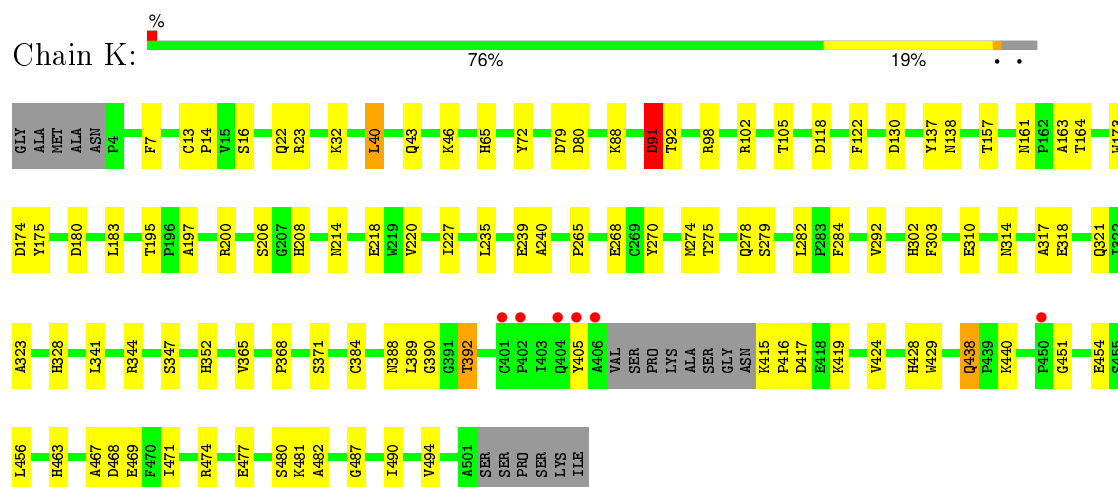 %
Chain K:
76% 19% • •
GLY ALA MET ALA ASN P4 F7 C13 P14 V15 S16 Q22 R23 K32 L40 Q43 K46 H65 Y72 D79 D80 K88 D91 T92 R98 R102 T105 D118 F122 D130 Y137 N138 T157 N161 P162 A163 T164 W173
D174 Y175 D180 L183 T195 P196 A197 R200 S206 G207 H208 N214 E218 W219 V220 I227 L235 E239 A240 P265 E268 C269 Y270 M274 T275 Q278 S279 L282 P283 F284 V292 H302 F303 E310 N314 A317 E318 Q321
A323 H328 L341 R344 S347 H352 V365 P368 S371 C384 N388 L389 G390 G391 T392 C401 P402 I403 Q404 Y405 A406 VAL SER PRO LYS ALA SER GLY ASN K415 P416 D417 E418 K419 V424 H428 W429 Q438 P439 K440 P450 G451 E454 S455
L456 H463 A467 D468 E469 F470 I471 R474 E477 S480 K481 A482 G487 I490 V494 A501 SER SER PRO SER LYS ILE